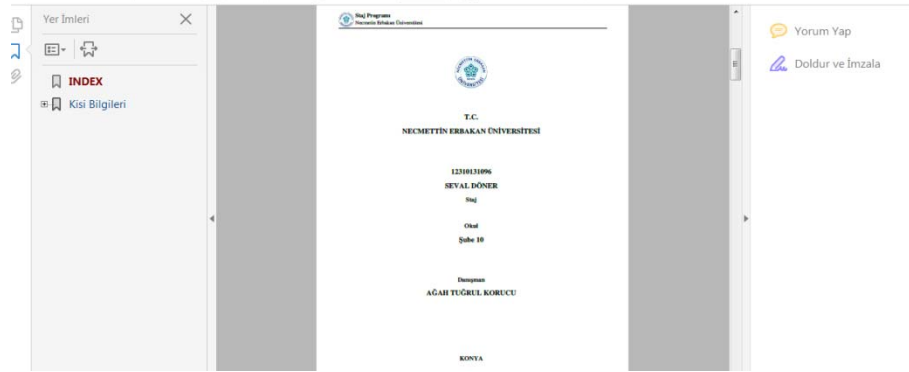 Yer İmleri
INDEX
Kisi Bilgileri
Staj Programı
Necmettin Erbakan Üniversitesi
T.C.
NECMETTİN ERBAKAN ÜNİVERSİTESİ
12310131096
SEVAL DÖNER
Staj
Okul
Şube 10
Danışman
AĞAH TUĞRUL KORUCU
KONYA
Yorum Yap
Doldur ve İmzala